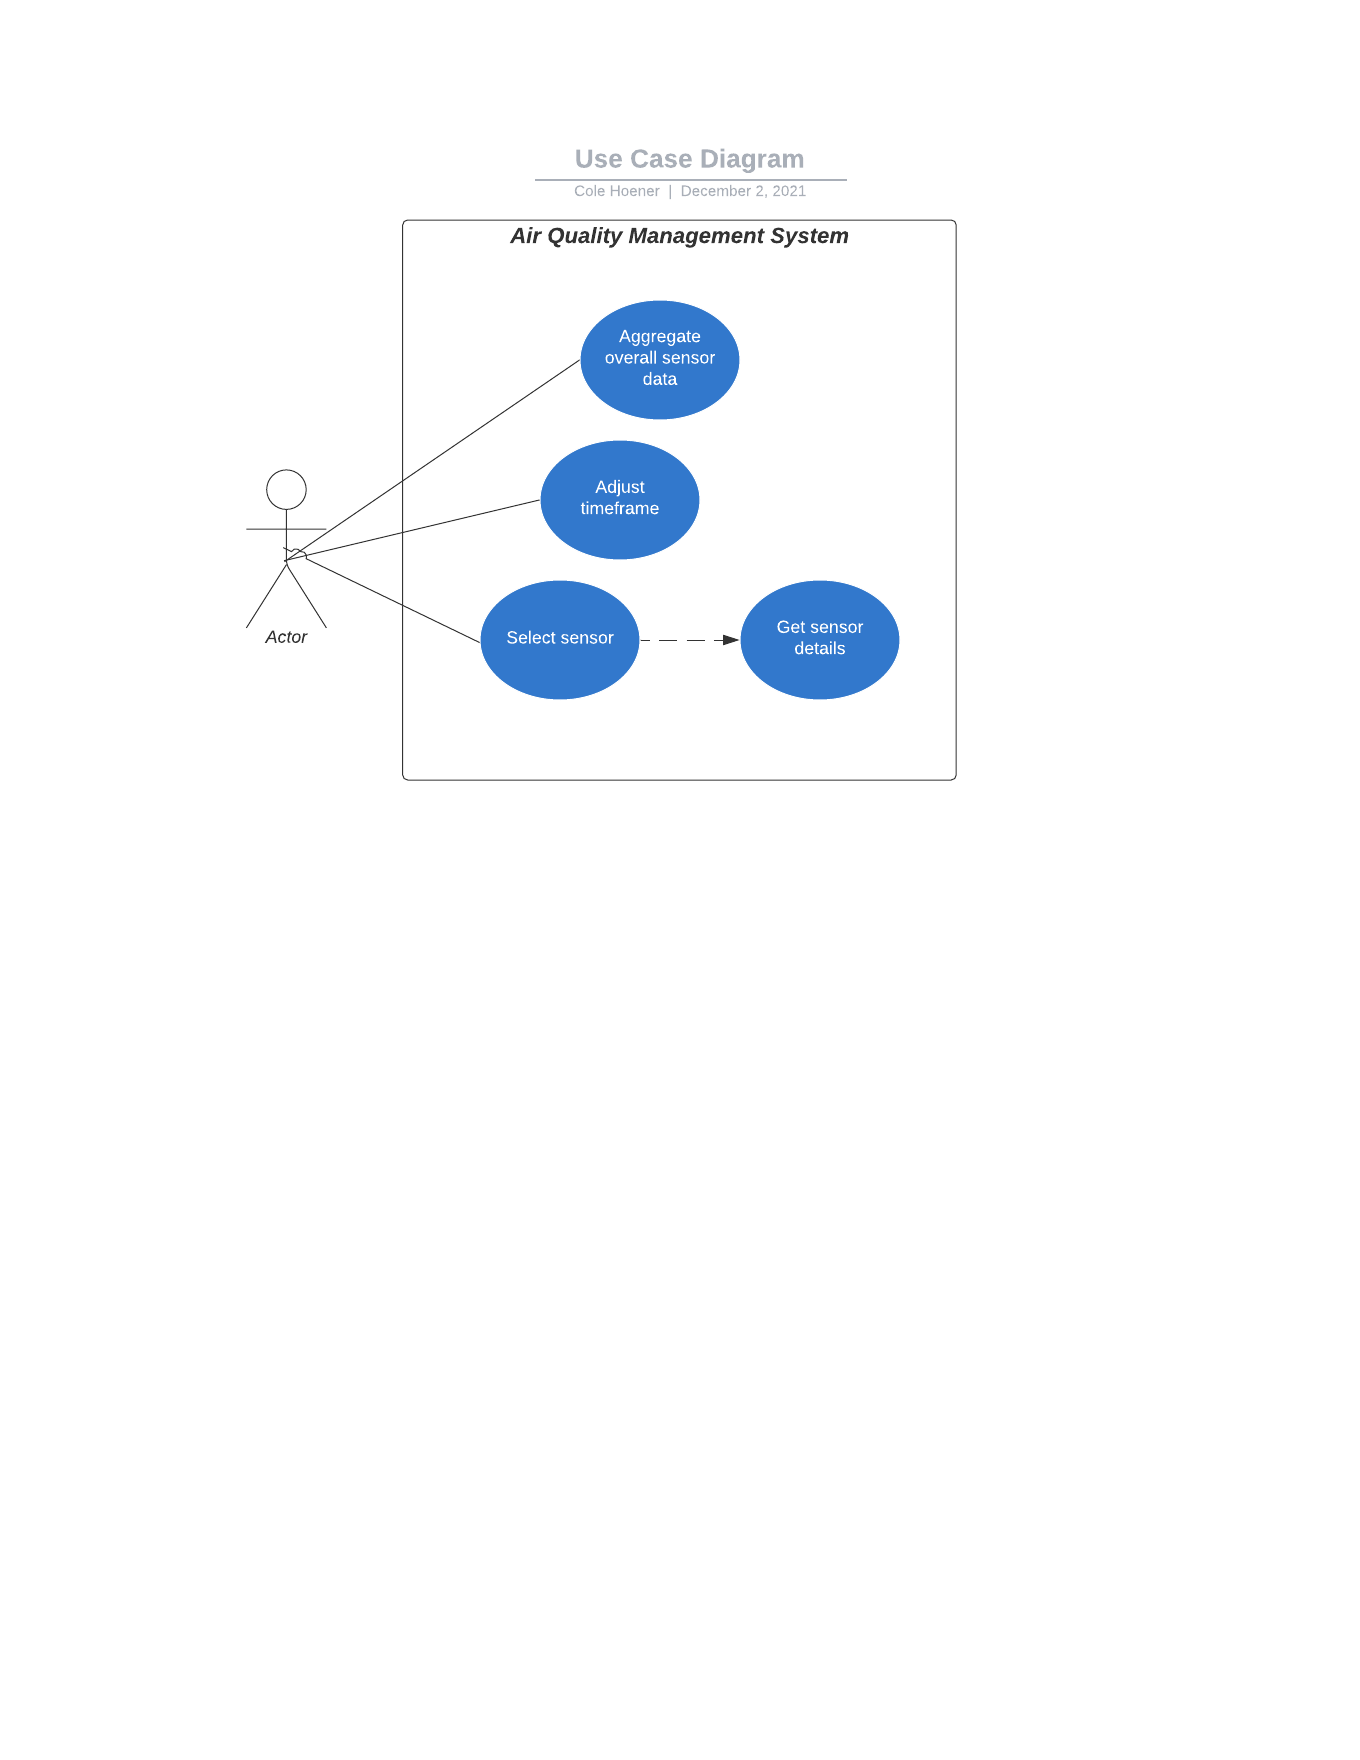 Use Case Diagram
Cole Hoener | December 2, 2021
Air Quality Management System
Aggregate
overall sensor
data
Adjust
timeframe
Select sensor
Get sensor
details
Actor